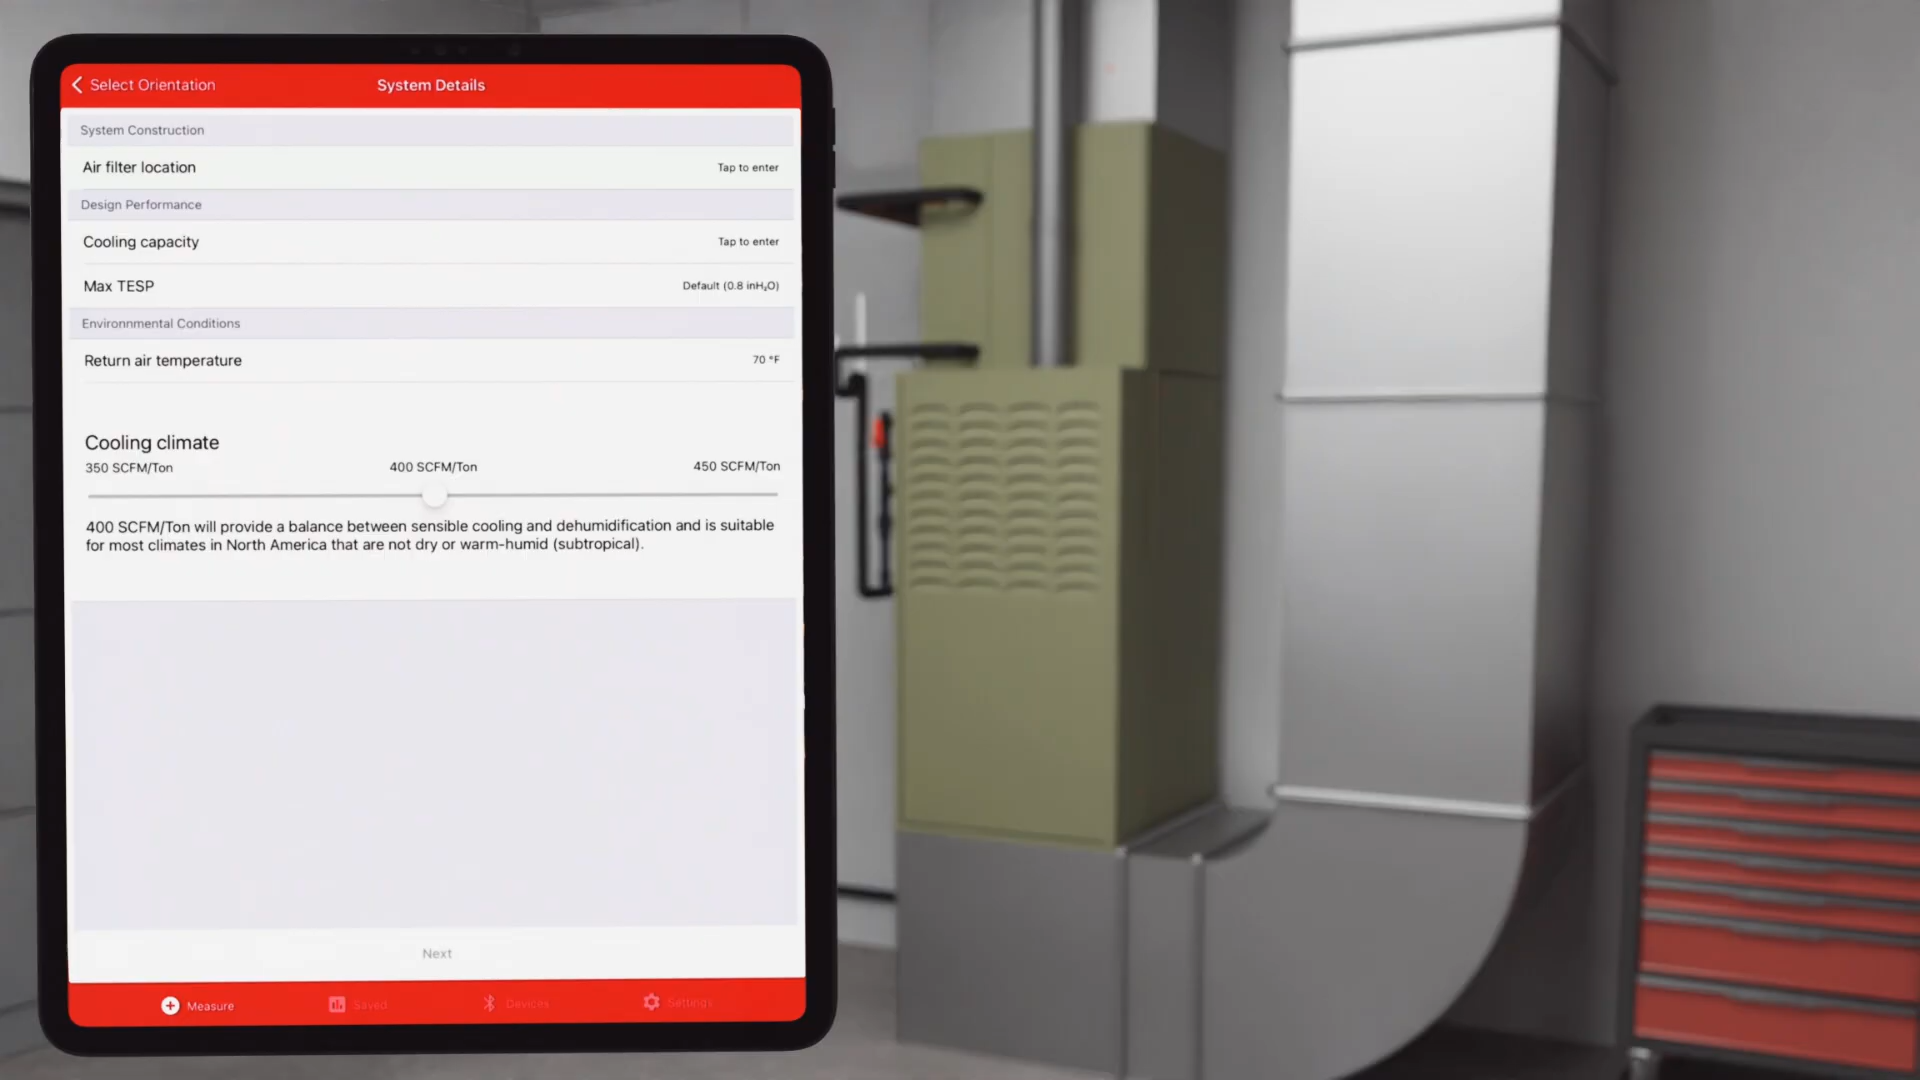 Select Orientation
System Details
System Construction
Air filter location
Tap to enter
Design Performance
Cooling capacity
Tap to enter
Max TESP
Default (0.8 inH₂O)
Environnmental Conditions
Return air temperature
70 °F
Cooling climate
350 SCFM/Ton
400 SCFM/Ton
450 SCFM/Ton
400 SCFM/Ton will provide a balance between sensible cooling and dehumidification and is suitable
for most climates in North America that are not dry or warm-humid (subtropical).
Next
Measure
Saved
Devices
Settings